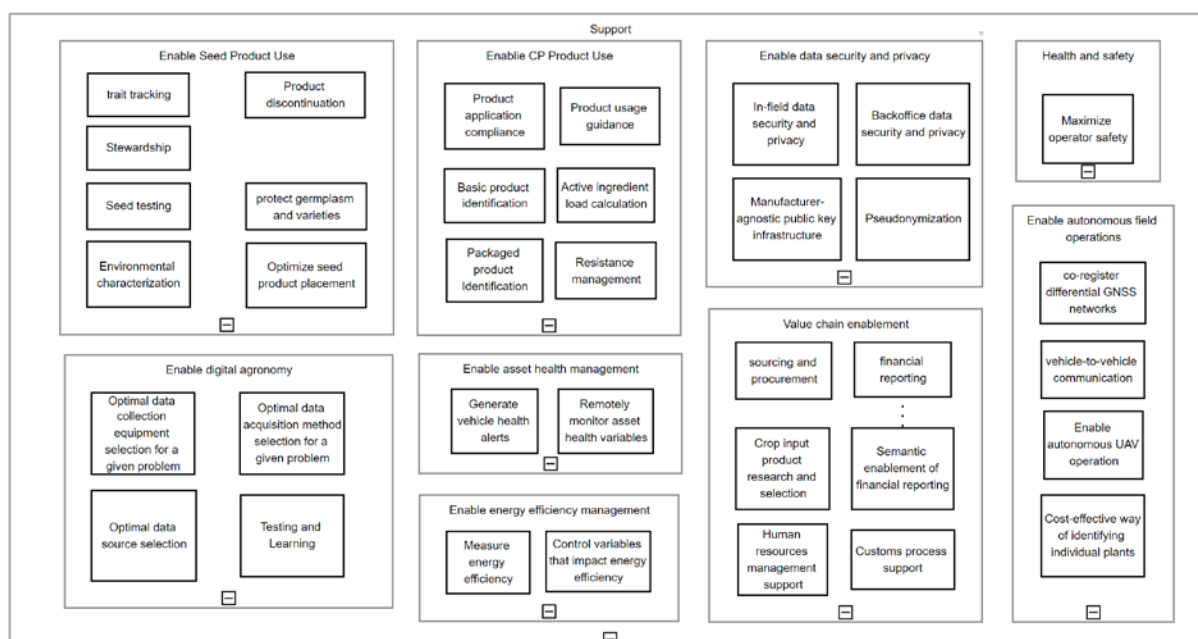 Support
Enable Seed Product Use
trait tracking
Product
discontinuation
Stewardship
Seed testing
protect germplasm
and varieties
Environmental
characterization
Optimize seed
product placement
Enablie CP Product Use
Product
application
compliance
Product usage
guidance
Basic product
identification
Active ingredient
load calculation
Packaged
product
Identification
Resistance
management
Enable data security and privacy
In-field data
security and
privacy
Backoffice data
security and privacy
Manufacturer-
agnostic public key
infrastructure
Pseudonymization
Health and safety
Maximize
operator safety
Enable digital agronomy
Optimal data
collection
equipment
selection for a
given problem
Optimal data
acquisition method
selection for a
given problem
Optimal data
source selection
Testing and
Learning
Enable asset health management
Generate
vehicle health
alerts
Remotely
monitor asset
health variables
Enable energy efficiency management
Measure
energy
efficiency
Control variables
that impact energy
efficiency
Value chain enablement
sourcing and
procurement
financial
reporting
Crop input
product
research and
selection
Semantic
enablement of
financial reporting
Human
resources
management
support
Customs process
support
Enable autonomous field
operations
co-register
differential GNSS
networks
vehicle-to-vehicle
communication
Enable
autonomous UAV
operation
Cost-effective way
of identifying
individual plants